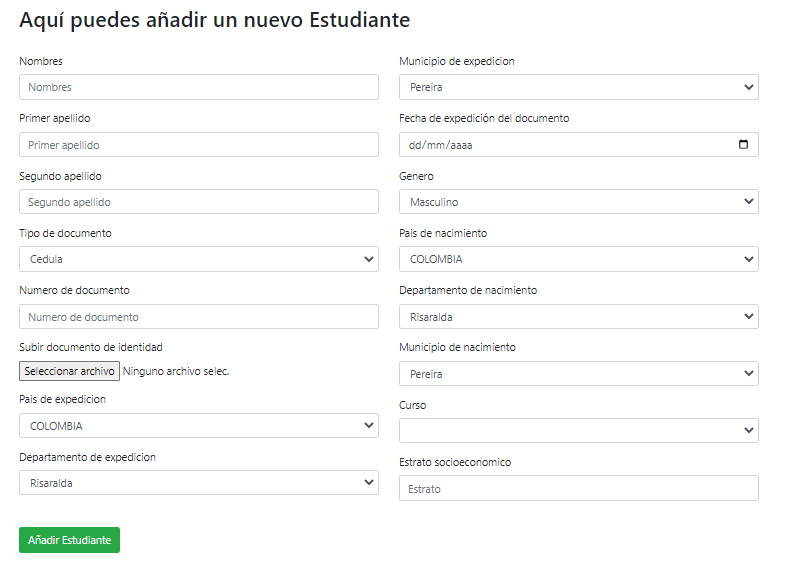 Aquí puedes añadir un nuevo Estudiante
Nombres
Nombres
Primer apellido
Primer apellido
Segundo apellido
Segundo apellido
Tipo de documento
Cedula
Numero de documento
Numero de documento
Subir documento de identidad
Seleccionar archivo Ninguno archivo selec.
Pais de expedicion
COLOMBIA
Departamento de expedicion
Risaralda
Municipio de expedicion
Pereira
Fecha de expedición del documento
dd/mm/aaaa
Genero
Masculino
Pais de nacimiento
COLOMBIA
Departamento de nacimiento
Risaralda
Municipio de nacimiento
Pereira
Curso
Estrato socioeconomico
Estrato
Añadir Estudiante